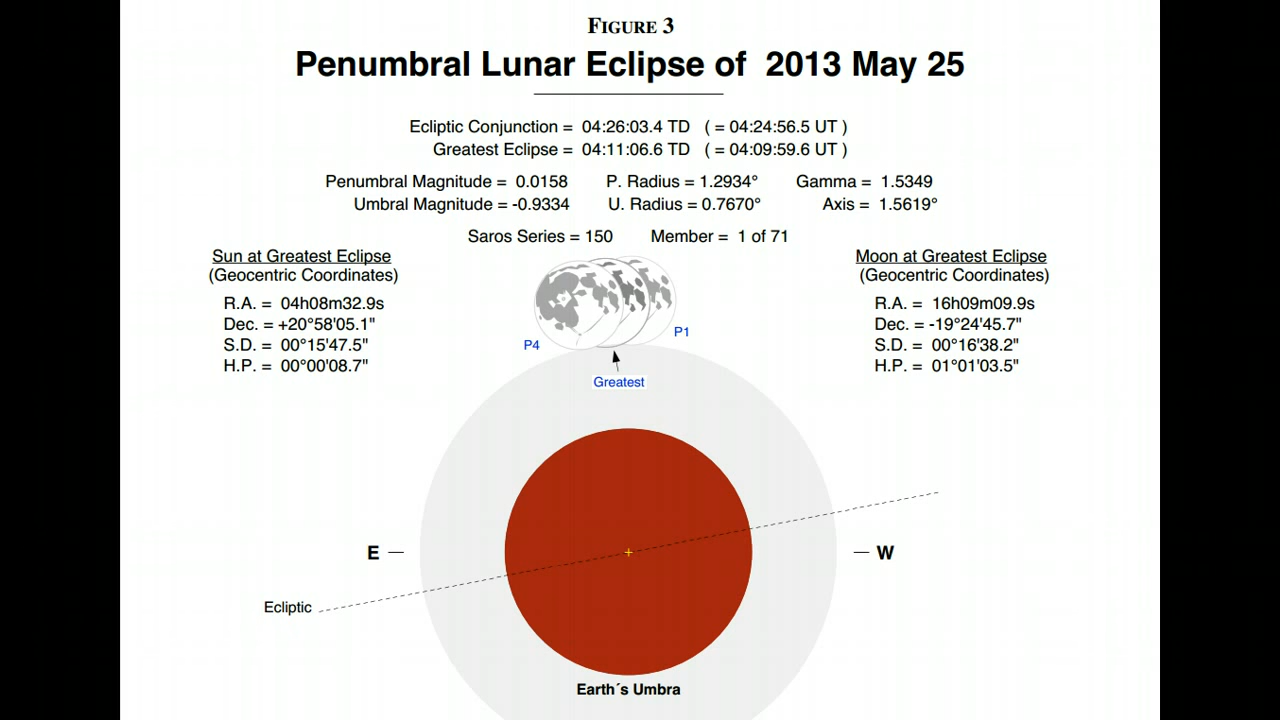 FIGURE 3
Penumbral Lunar Eclipse of 2013 May 25
Ecliptic Conjunction = 04:26:03.4 TD ( = 04:24:56.5 UT )
Greatest Eclipse = 04:11:06.6 TD ( = 04:09:59.6 UT )
Penumbral Magnitude = 0.0158 P. Radius = 1.2934° Gamma = 1.5349
Umbral Magnitude = -0.9334 U. Radius = 0.7670° Axis = 1.5619°
Saros Series = 150 Member = 1 of 71
Sun at Greatest Eclipse
(Geocentric Coordinates)
R.A. = 04h08m32.9s
Dec. = +20°58'05.1"
S.D. = 00°15'47.5"
H.P. = 00°00'08.7"
Moon at Greatest Eclipse
(Geocentric Coordinates)
R.A. = 16h09m09.9s
Dec. = -19°24'45.7"
S.D. = 00°16'38.2"
H.P. = 01°01'03.5"
P4
P1
Greatest
E
W
Ecliptic
Earth´s Umbra